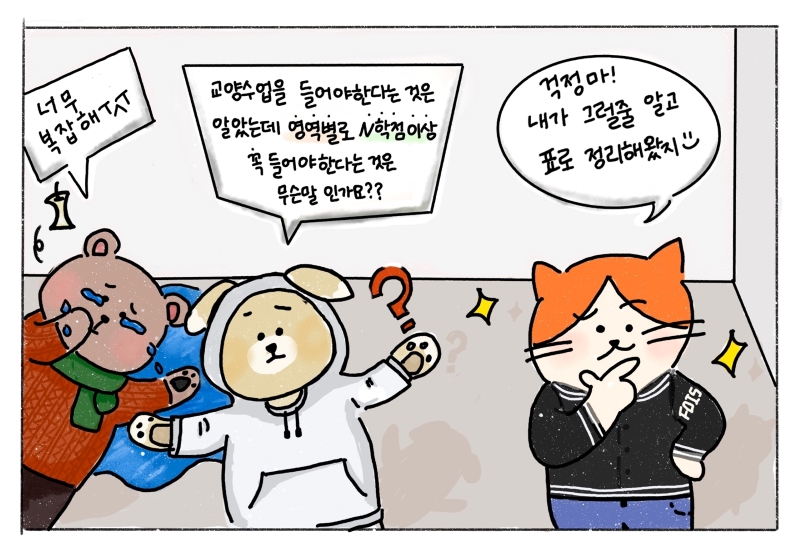 너무
복잡해TㅅT
교양수업을 들어야한다는 것은
알았는데 영역별로 N학점이상
꼭 들어야한다는 것은
무슨말 인가요??
걱정마!
내가 그럴줄 알고
표로 정리해왔지
?
?
FDIS